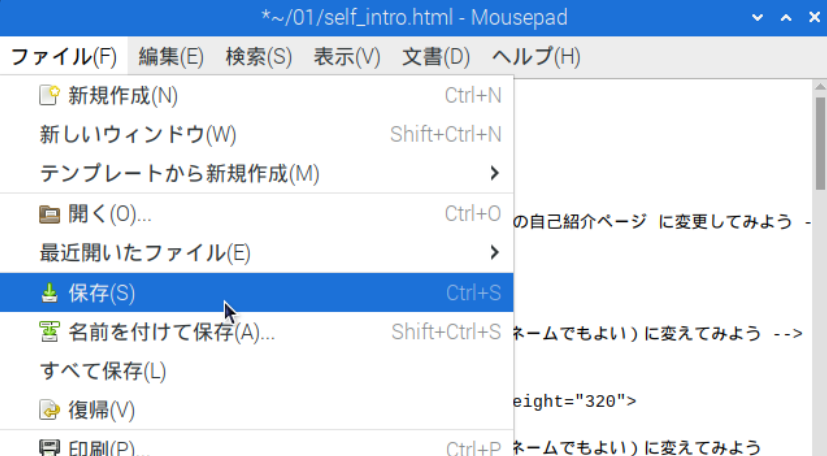 *~/01/self_intro.html - Mousepad
ファイル(F) 編集(E) 検索(S) 表示(V) 文書(D) ヘルプ(H)
新規作成(N) Ctrl+N
新しいウィンドウ(W) Shift+Ctrl+N
テンプレートから新規作成(M)
開く(O)... Ctrl+O
の自己紹介ページ に変更してみよう -
最近開いたファイル(E)
保存(S) Ctrl+S
名前を付けて保存(A)... Shift+Ctrl+S
ネームでもよい)に変えてみよう -->
すべて保存(L)
eight="320">
復帰(V)
印刷(P)... Ctrl+P
ネームでもよい)に変えてみよう